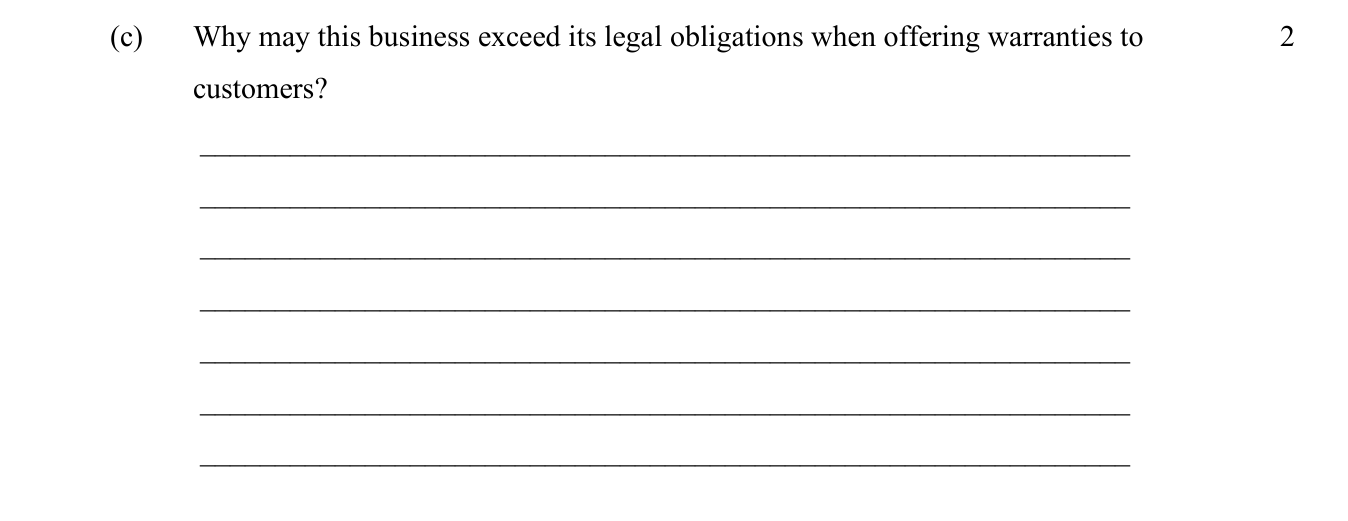 (c) Why may this business exceed its legal obligations when offering warranties to 2
customers?